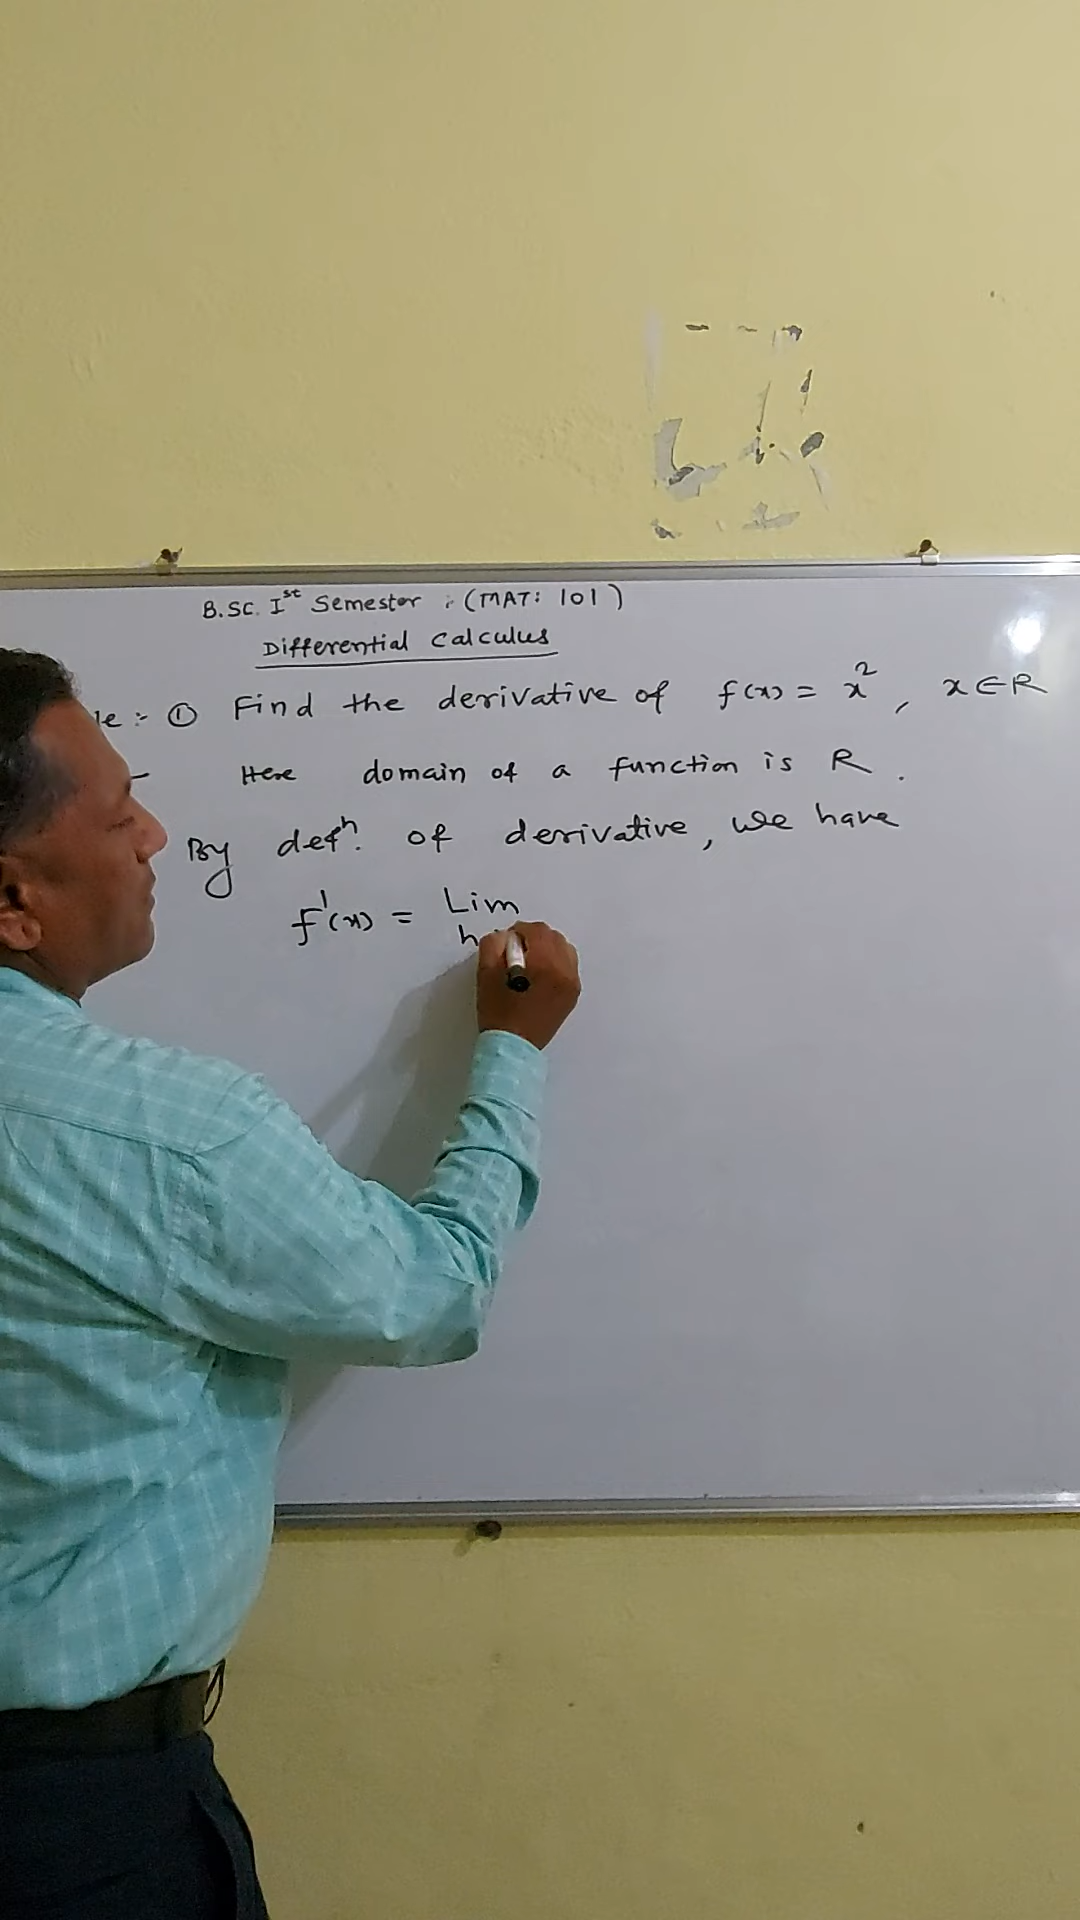 B.SC. Ist Semester : (MAT: 101)
Differential Calculus
le :- ① Find the derivative of f(x) = x², x∈R
Here domain of a function is R.
By defn. of derivative, we have
f'(x) = Lim
h